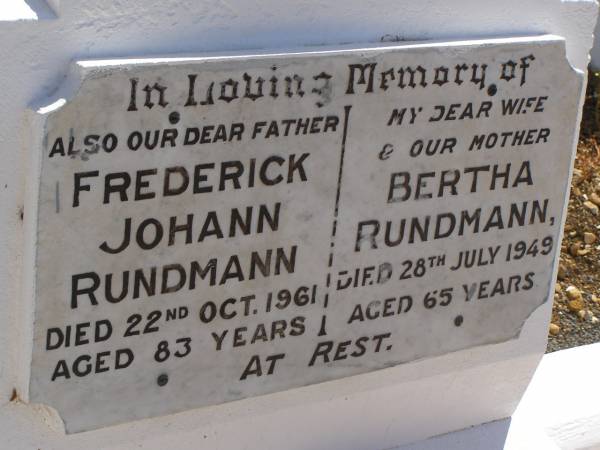 In Loving Memory of
ALSO OUR DEAR FATHER
FREDERICK
JOHANN
RUNDMANN
DIED 22ND OCT. 1961
AGED 83 YEARS
MY DEAR WIFE
& OUR MOTHER
BERTHA
RUNDMANN,
DIED 28TH JULY 1949
AGED 65 YEARS
AT REST.